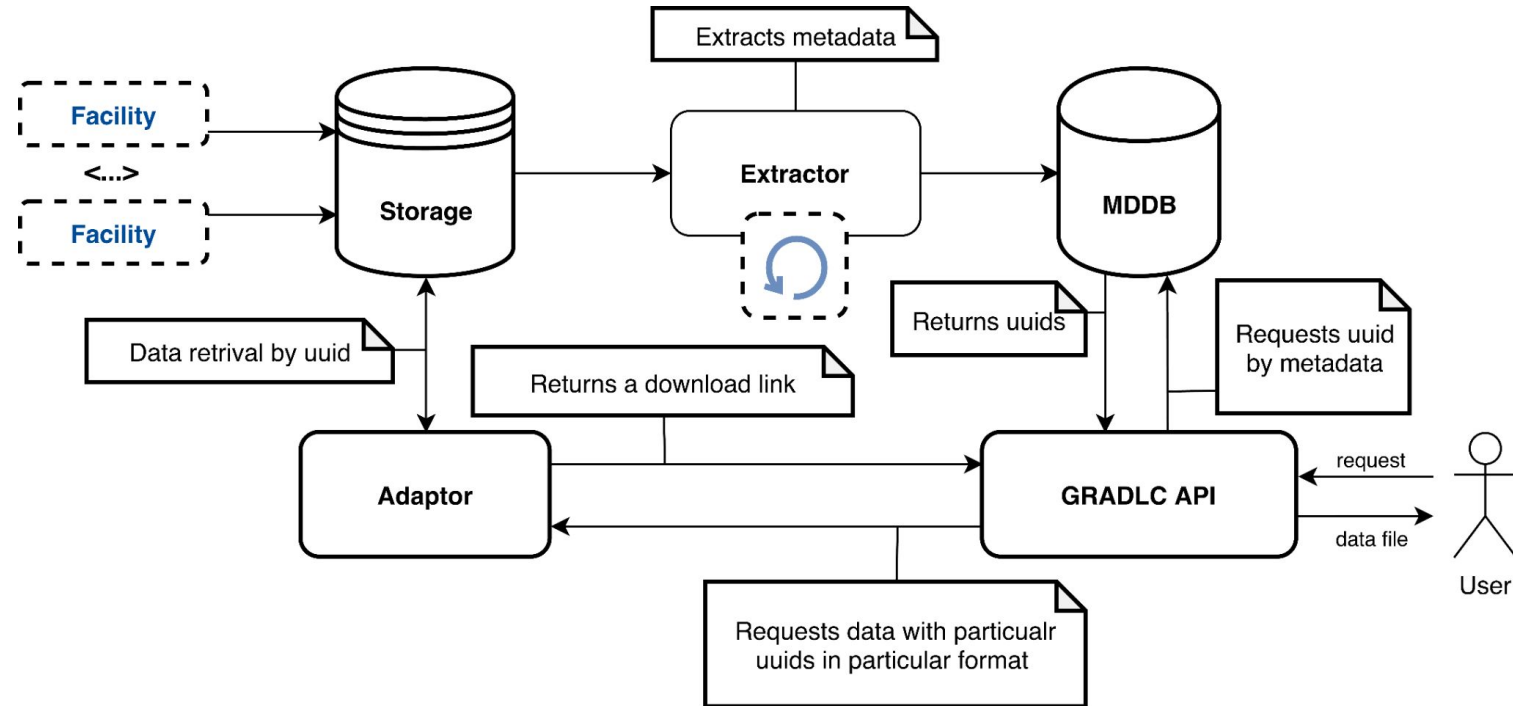 Extracts metadata
Facility
<...>
Facility
Storage
Extractor
MDDB
Data retrival by uuid
Returns a download link
Returns uuids
Requests uuid
by metadata
Adaptor
GRADLC API
request
data file
User
Requests data with particualr
uuids in particular format